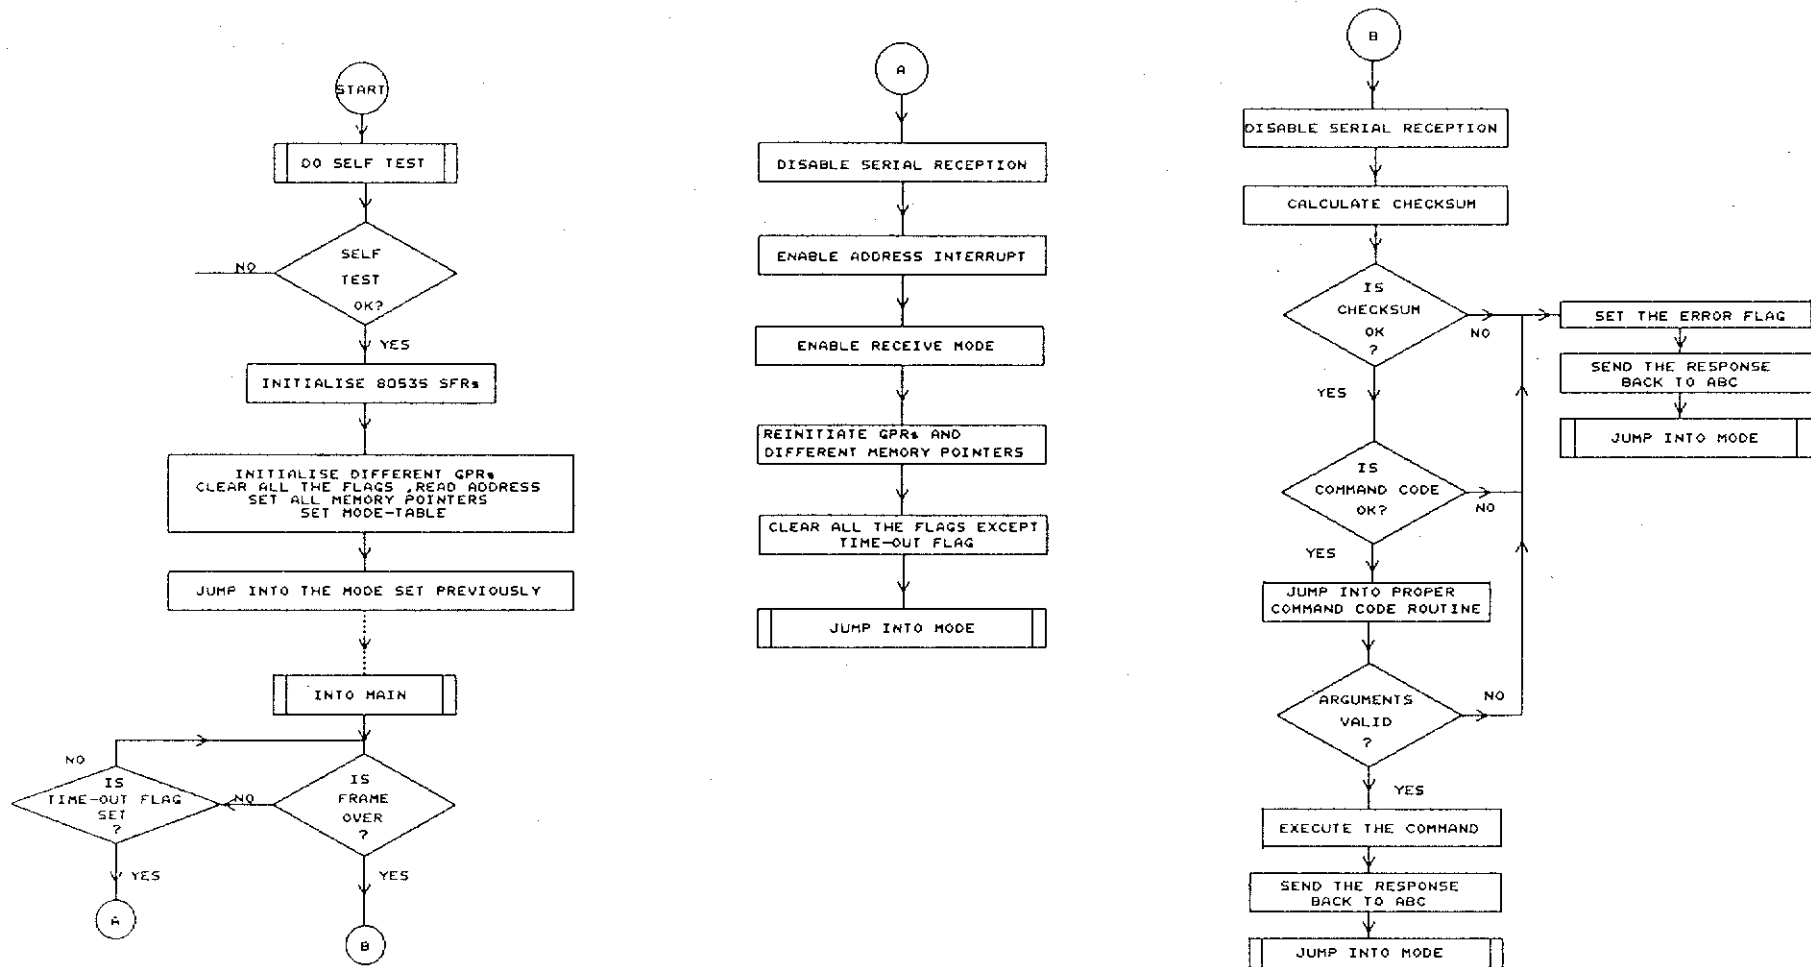 START
DO SELF TEST
SELF
TEST
OK?
NO
YES
INITIALISE 80535 SFRs
INITIALISE DIFFERENT GPRs
CLEAR ALL THE FLAGS ,READ ADDRESS
SET ALL MEMORY POINTERS
SET MODE-TABLE
JUMP INTO THE MODE SET PREVIOUSLY
INTO MAIN
NO
IS
TIME-OUT FLAG
SET
?
NO
IS
FRAME
OVER
?
YES
YES
A
B
A
DISABLE SERIAL RECEPTION
ENABLE ADDRESS INTERRUPT
ENABLE RECEIVE MODE
REINITIATE GPRs AND
DIFFERENT MEMORY POINTERS
CLEAR ALL THE FLAGS EXCEPT
TIME-OUT FLAG
JUMP INTO MODE
B
DISABLE SERIAL RECEPTION
CALCULATE CHECKSUM
IS
CHECKSUM
OK
?
NO
YES
SET THE ERROR FLAG
SEND THE RESPONSE
BACK TO ABC
JUMP INTO MODE
IS
COMMAND CODE
OK?
NO
YES
JUMP INTO PROPER
COMMAND CODE ROUTINE
ARGUMENTS
VALID
?
NO
YES
EXECUTE THE COMMAND
SEND THE RESPONSE
BACK TO ABC
JUMP INTO MODE